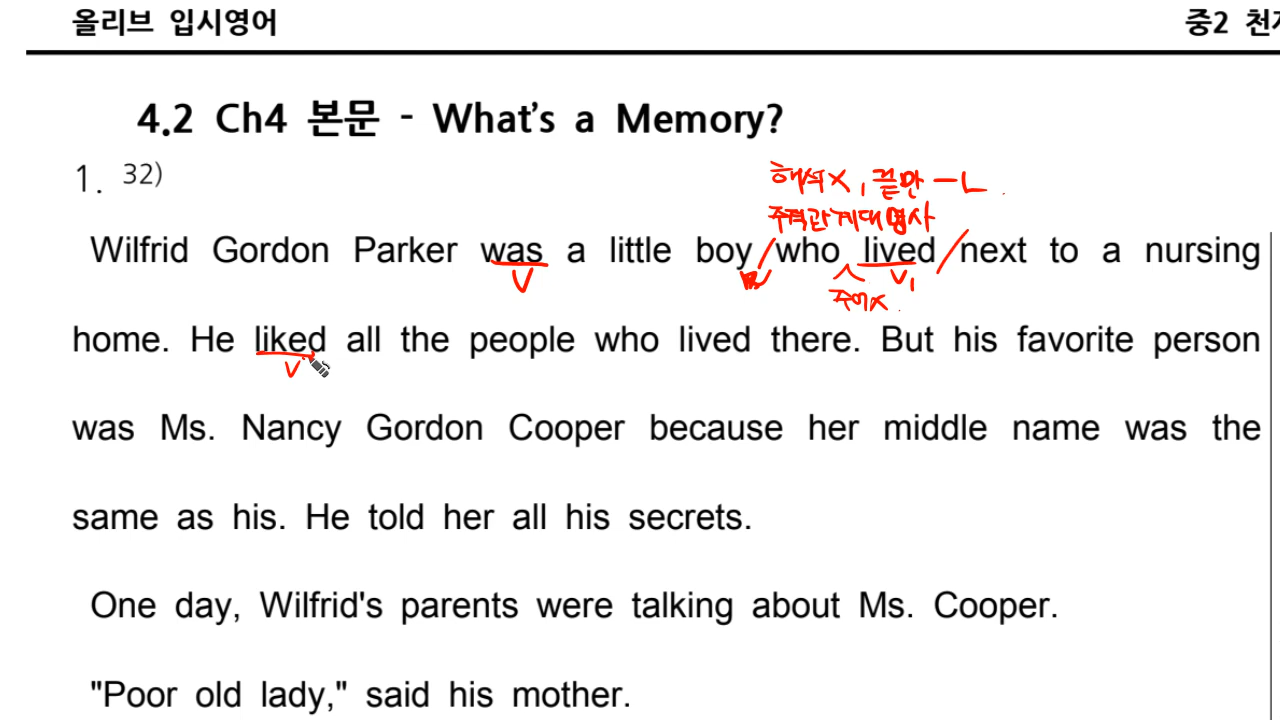 올리브 입시영어 중2 천
4.2 Ch4 본문 - What's a Memory?
1. 32)
해석X, 끝만 -ㄴ
주격관계대명사
Wilfrid Gordon Parker was a little boy who lived next to a nursing
V V1
주어X
home. He liked all the people who lived there. But his favorite person
V
was Ms. Nancy Gordon Cooper because her middle name was the
same as his. He told her all his secrets.
One day, Wilfrid's parents were talking about Ms. Cooper.
"Poor old lady," said his mother.